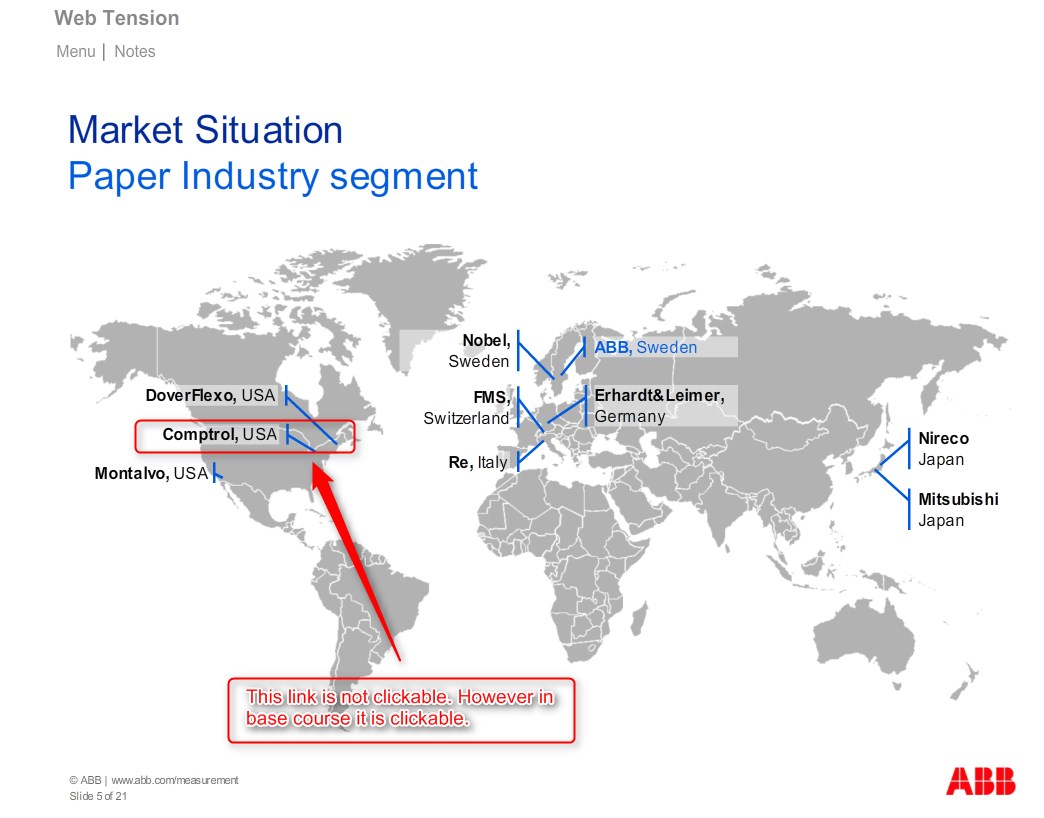 Web Tension
Menu | Notes
Market Situation
Paper Industry segment
Nobel,
Sweden
ABB, Sweden
DoverFlexo, USA
FMS,
Switzerland
Erhardt&Leimer,
Germany
Comptrol, USA
Re, Italy
Montalvo, USA
Nireco
Japan
Mitsubishi
Japan
This link is not clickable. However in
base course it is clickable.
© ABB | www.abb.com/measurement
Slide 5 of 21
ABB